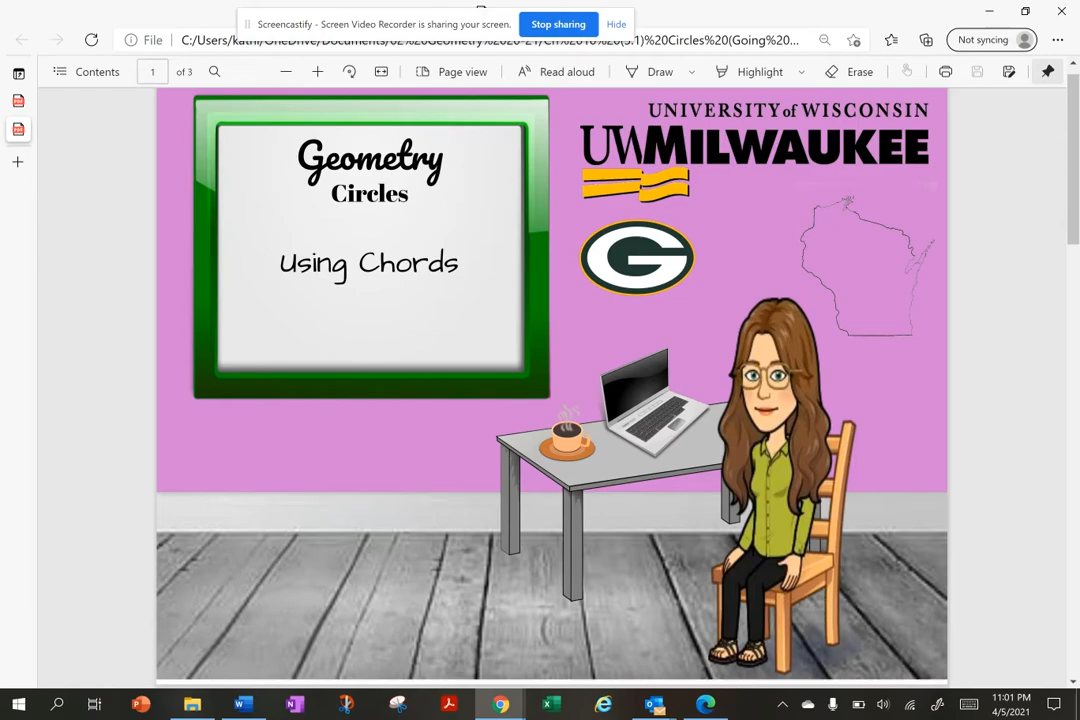 Screencastify - Screen Video Recorder is sharing your screen. Stop sharing Hide
File C:/Users/kathi/OneDrive/Documents/02%20Geometry%2020-21/Cir%2010%20(9.1)%20Circles%20(Going%20... Not syncing
Contents 1 of 3 Page view Read aloud Draw Highlight Erase
UNIVERSITY of WISCONSIN
UWMILWAUKEE
Geometry
Circles
Using Chords
G
11:01 PM
4/5/2021